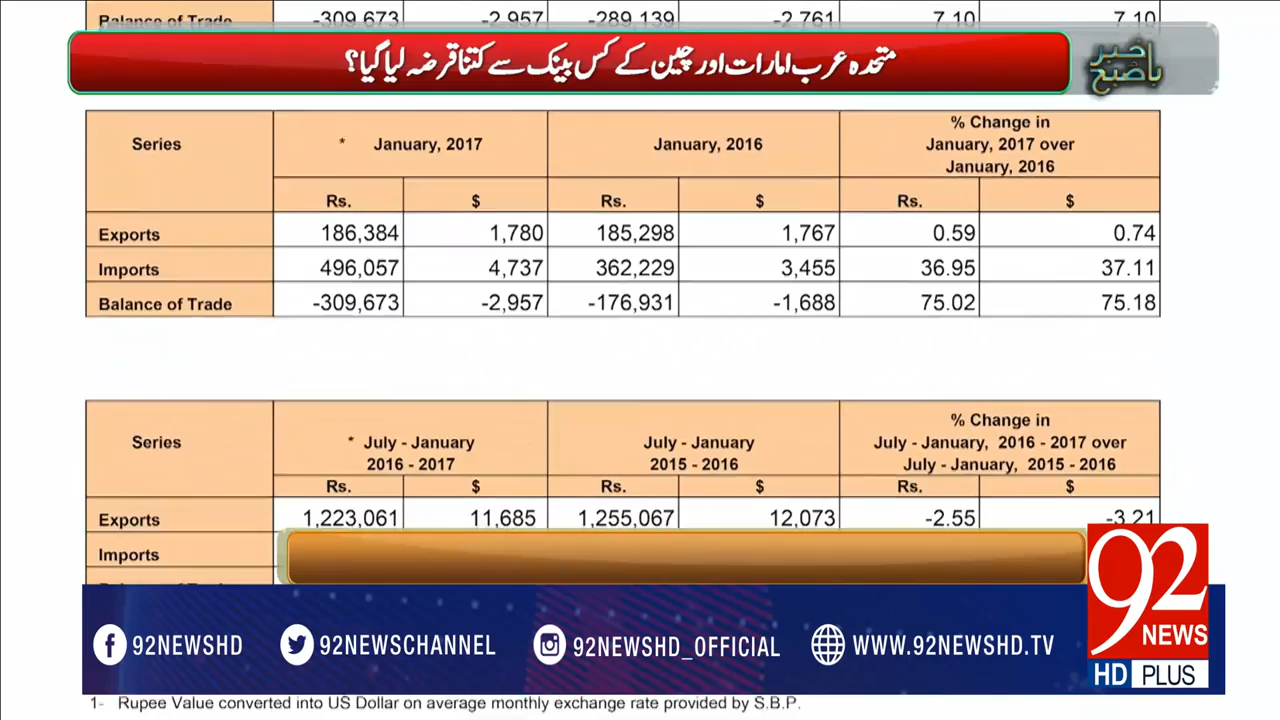 Balance of Trade -309,673 -2,957 -289,139 -2,761 7.10 7.10
متحدہ عرب امارات اور چین کے کس بینک سے کتنا قرضہ لیا گیا؟
باخبر صبح
Series * January, 2017 January, 2016 % Change in January, 2017 over January, 2016
Rs. $ Rs. $ Rs. $
Exports 186,384 1,780 185,298 1,767 0.59 0.74
Imports 496,057 4,737 362,229 3,455 36.95 37.11
Balance of Trade -309,673 -2,957 -176,931 -1,688 75.02 75.18
Series * July - January 2016 - 2017 July - January 2015 - 2016 % Change in July - January, 2016 - 2017 over July - January, 2015 - 2016
Rs. $ Rs. $ Rs. $
Exports 1,223,061 11,685 1,255,067 12,073 -2.55 -3.21
Imports
92NEWSHD 92NEWSCHANNEL 92NEWSHD_OFFICIAL WWW.92NEWSHD.TV
92 NEWS
HD PLUS
1- Rupee Value converted into US Dollar on average monthly exchange rate provided by S.B.P.